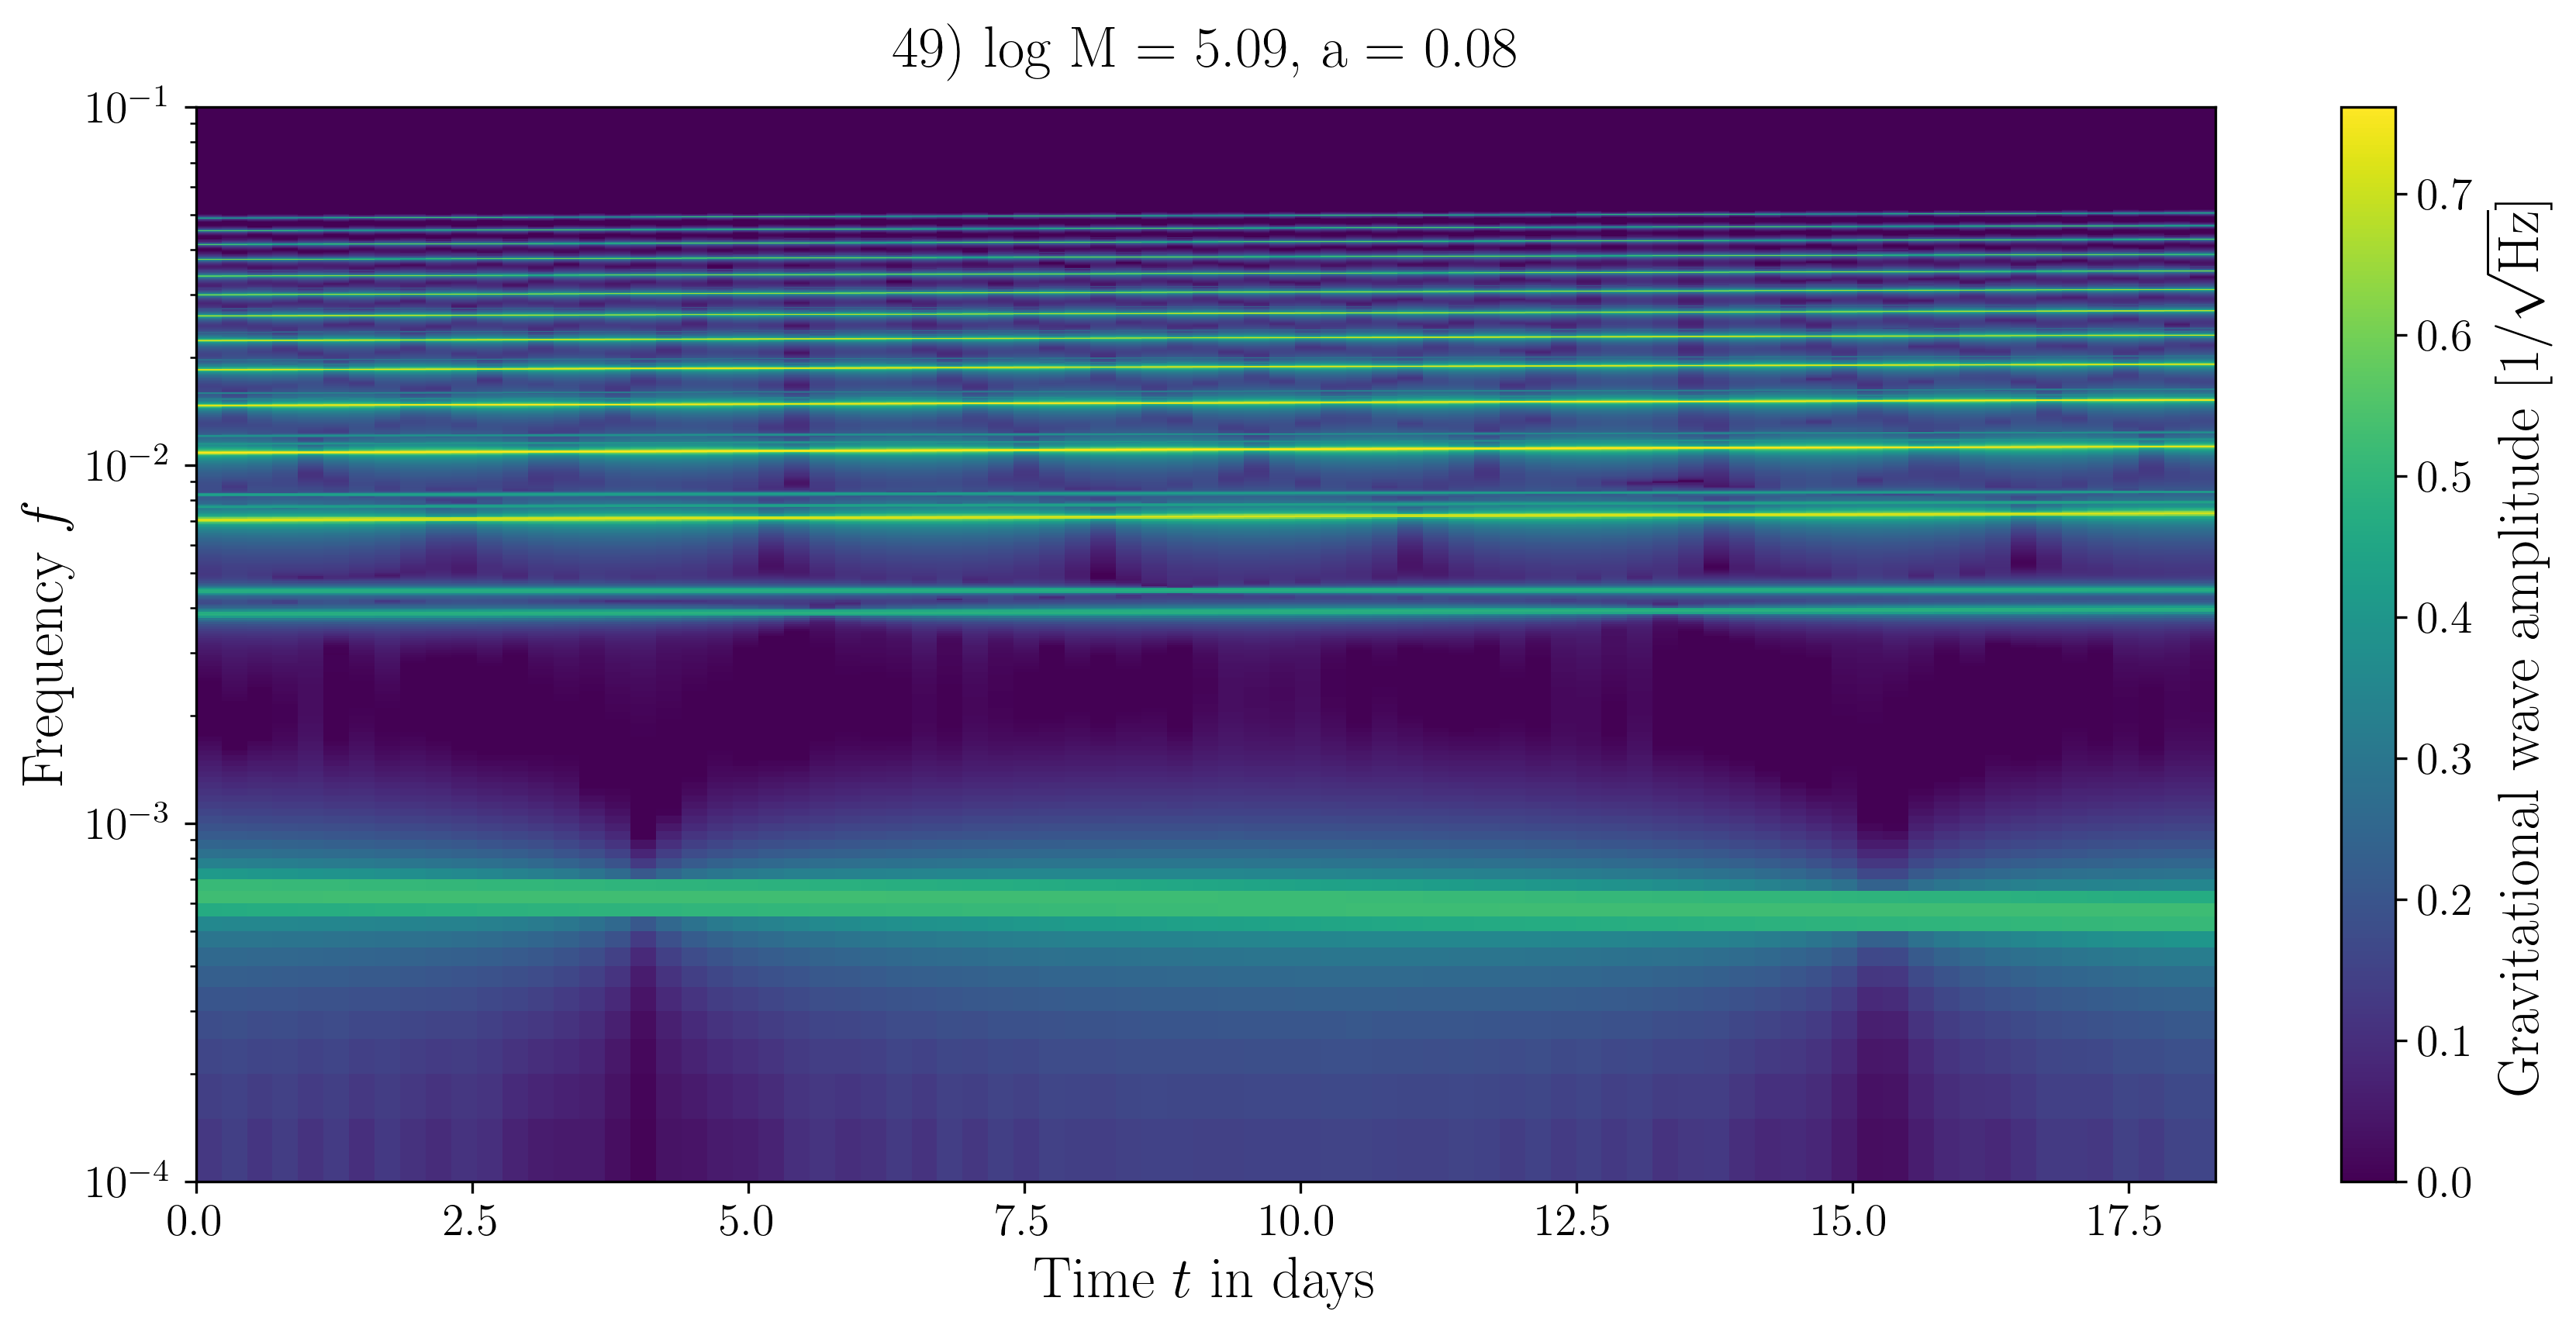 49) log M = 5.09, a = 0.08
10⁻¹
10⁻²
10⁻³
10⁻⁴
Frequency f
0.0 2.5 5.0 7.5 10.0 12.5 15.0 17.5
Time t in days
0.7
0.6
0.5
0.4
0.3
0.2
0.1
0.0
Gravitational wave amplitude [1/√Hz]